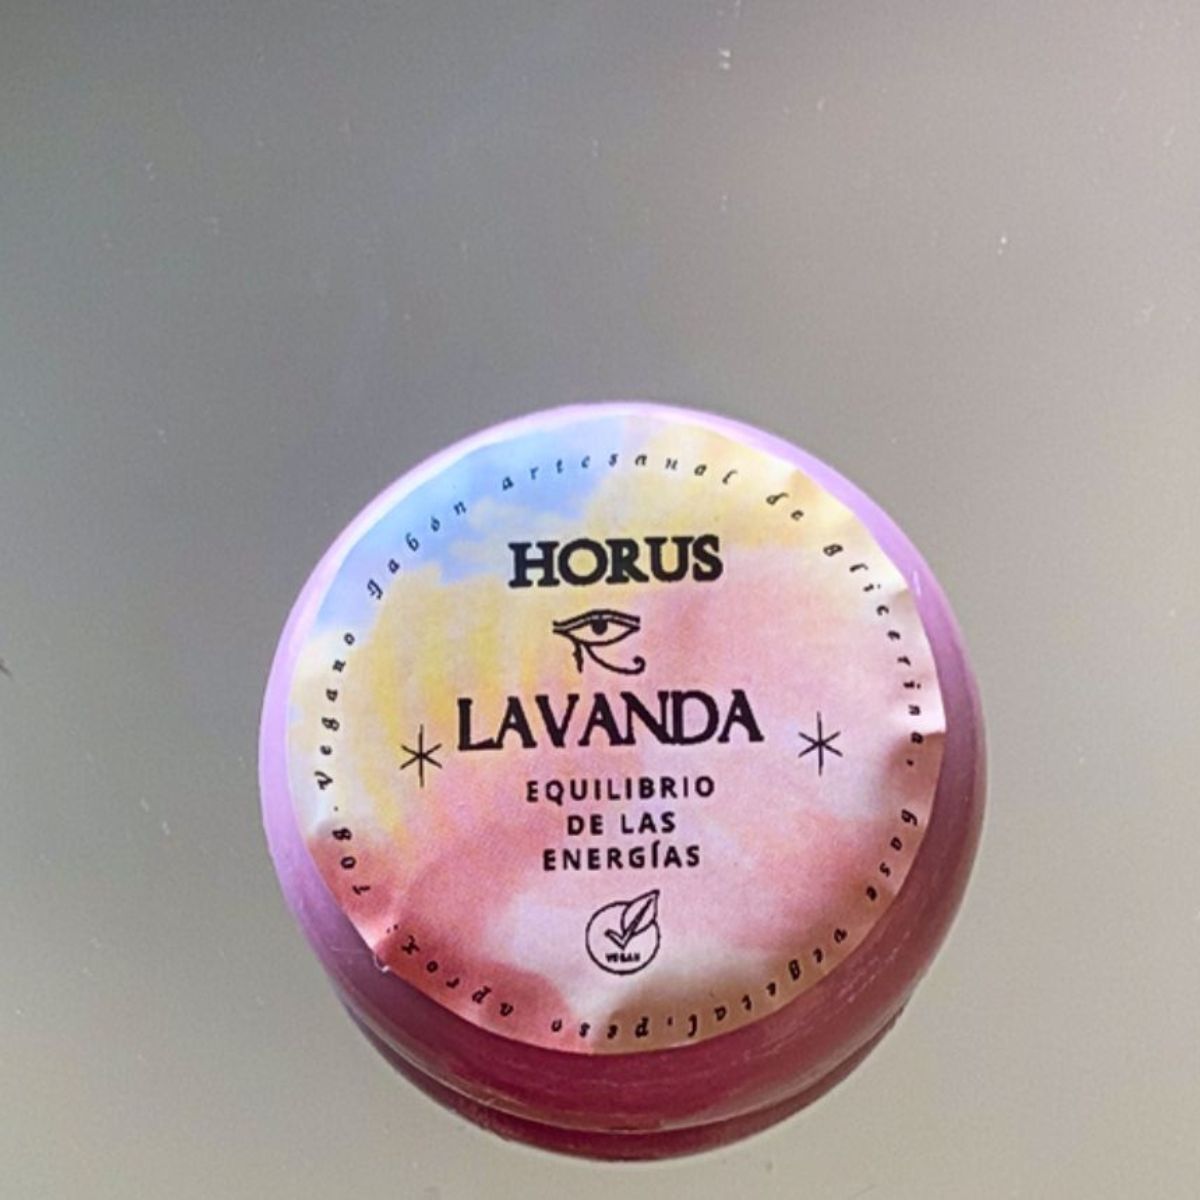 HORUS
LAVANDA
EQUILIBRIO
DE LAS
ENERGÍAS
VEGAN
Jabón artesanal de glicerina, base vegetal, peso aprox. 70g. Vegano